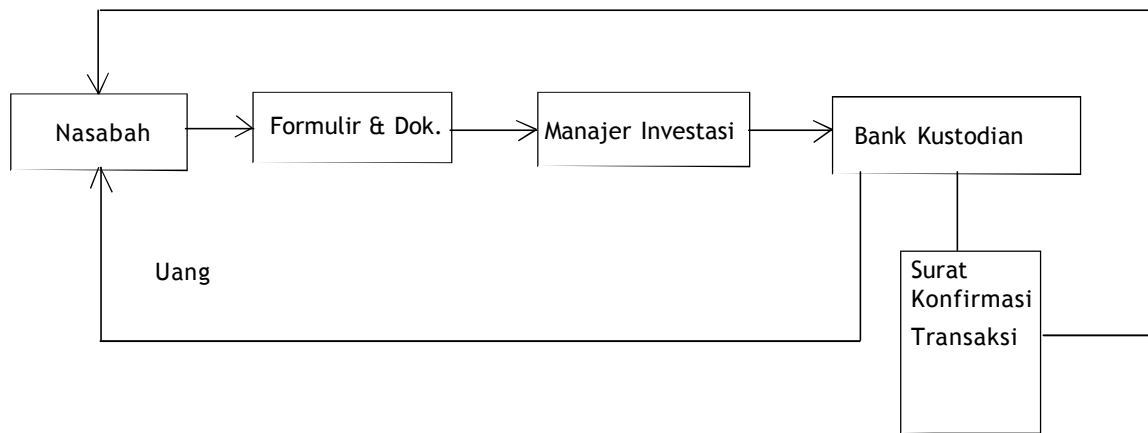 Nasabah
Formulir & Dok.
Manajer Investasi
Bank Kustodian
Uang
Surat
Konfirmasi
Transaksi